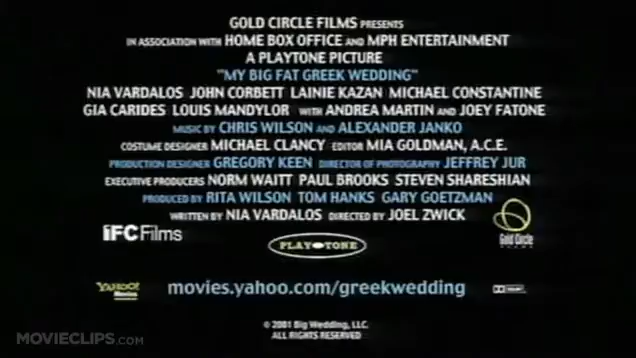 GOLD CIRCLE FILMS PRESENTS
IN ASSOCIATION WITH HOME BOX OFFICE AND MPH ENTERTAINMENT
A PLAYTONE PICTURE
"MY BIG FAT GREEK WEDDING"
NIA VARDALOS JOHN CORBETT LAINIE KAZAN MICHAEL CONSTANTINE
GIA CARIDES LOUIS MANDYLOR WITH ANDREA MARTIN AND JOEY FATONE
MUSIC BY CHRIS WILSON AND ALEXANDER JANKO
COSTUME DESIGNER MICHAEL CLANCY EDITOR MIA GOLDMAN, A.C.E.
PRODUCTION DESIGNER GREGORY KEEN DIRECTOR OF PHOTOGRAPHY JEFFREY JUR
EXECUTIVE PRODUCERS NORM WAITT PAUL BROOKS STEVEN SHARESHIAN
PRODUCED BY RITA WILSON TOM HANKS GARY GOETZMAN
WRITTEN BY NIA VARDALOS DIRECTED BY JOEL ZWICK
IFC Films
PLAY-TONE
Gold Circle
FILMS
YAHOO!
Movies
movies.yahoo.com/greekwedding
© 2001 Big Wedding, LLC.
ALL RIGHTS RESERVED
MOVIECLIPS.COM